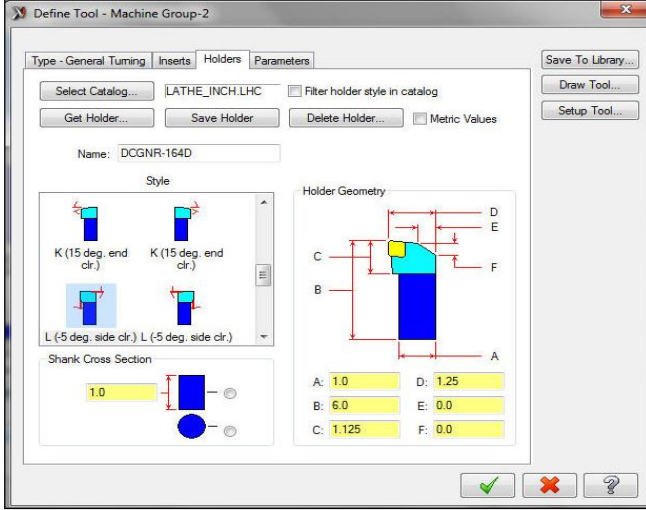 Define Tool - Machine Group-2
Type - General Turning Inserts Holders Parameters
Save To Library...
Draw Tool...
Setup Tool...
Select Catalog... LATHE_INCH.LHC Filter holder style in catalog
Get Holder... Save Holder Delete Holder... Metric Values
Name: DCGNR-164D
Style
K (15 deg. end clr.)
K (15 deg. end clr.)
L (-5 deg. side clr.) L (-5 deg. side clr.)
Shank Cross Section
1.0
Holder Geometry
D
E
C
F
B
A
A: 1.0 D: 1.25
B: 6.0 E: 0.0
C: 1.125 F: 0.0